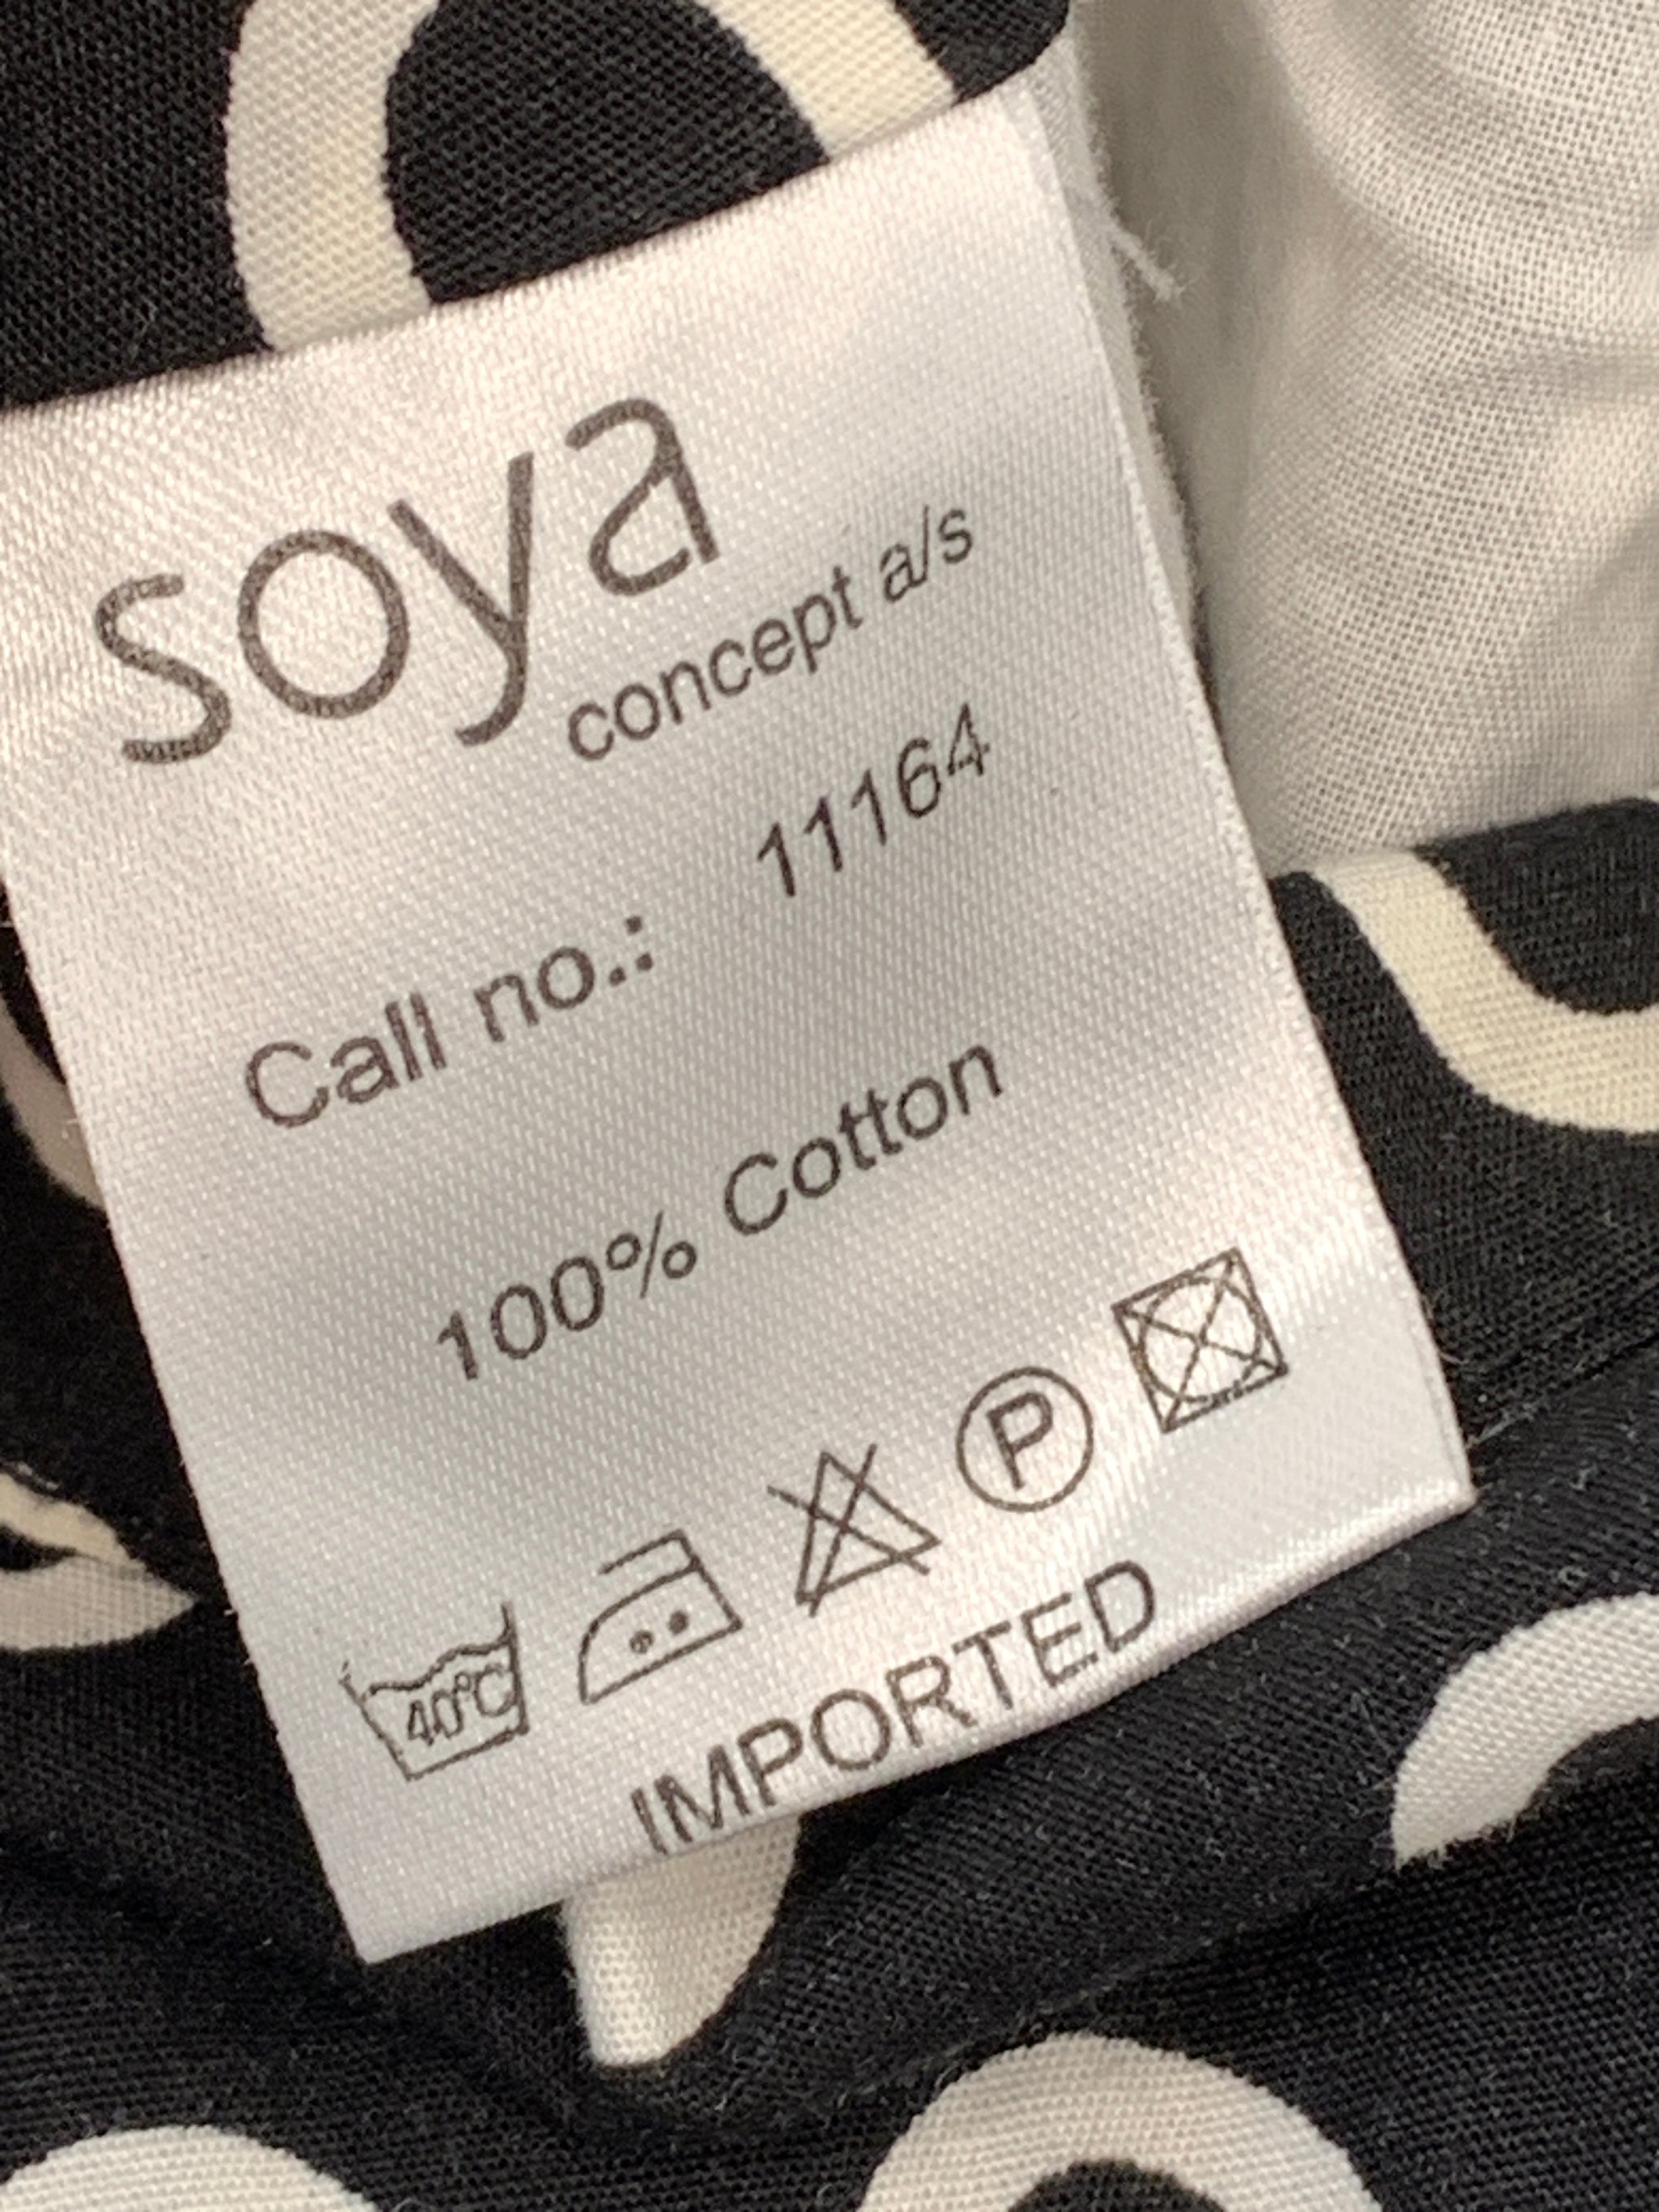 soya
concept a/s
Call no.: 11164
100% Cotton
40°C P
IMPORTED